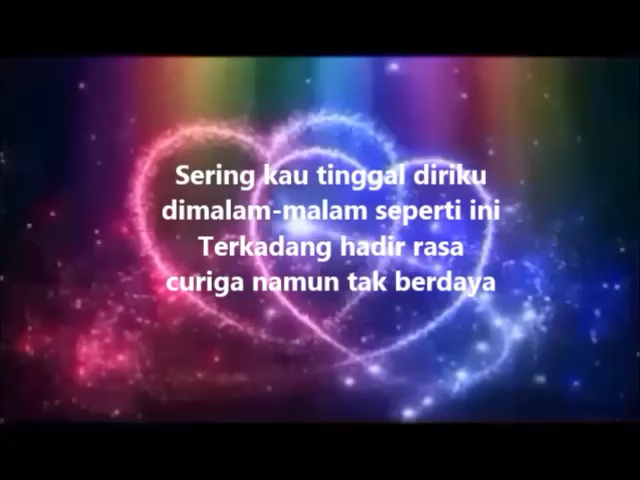 Sering kau tinggal diriku
dimalam-malam seperti ini
Terkadang hadir rasa
curiga namun tak berdaya